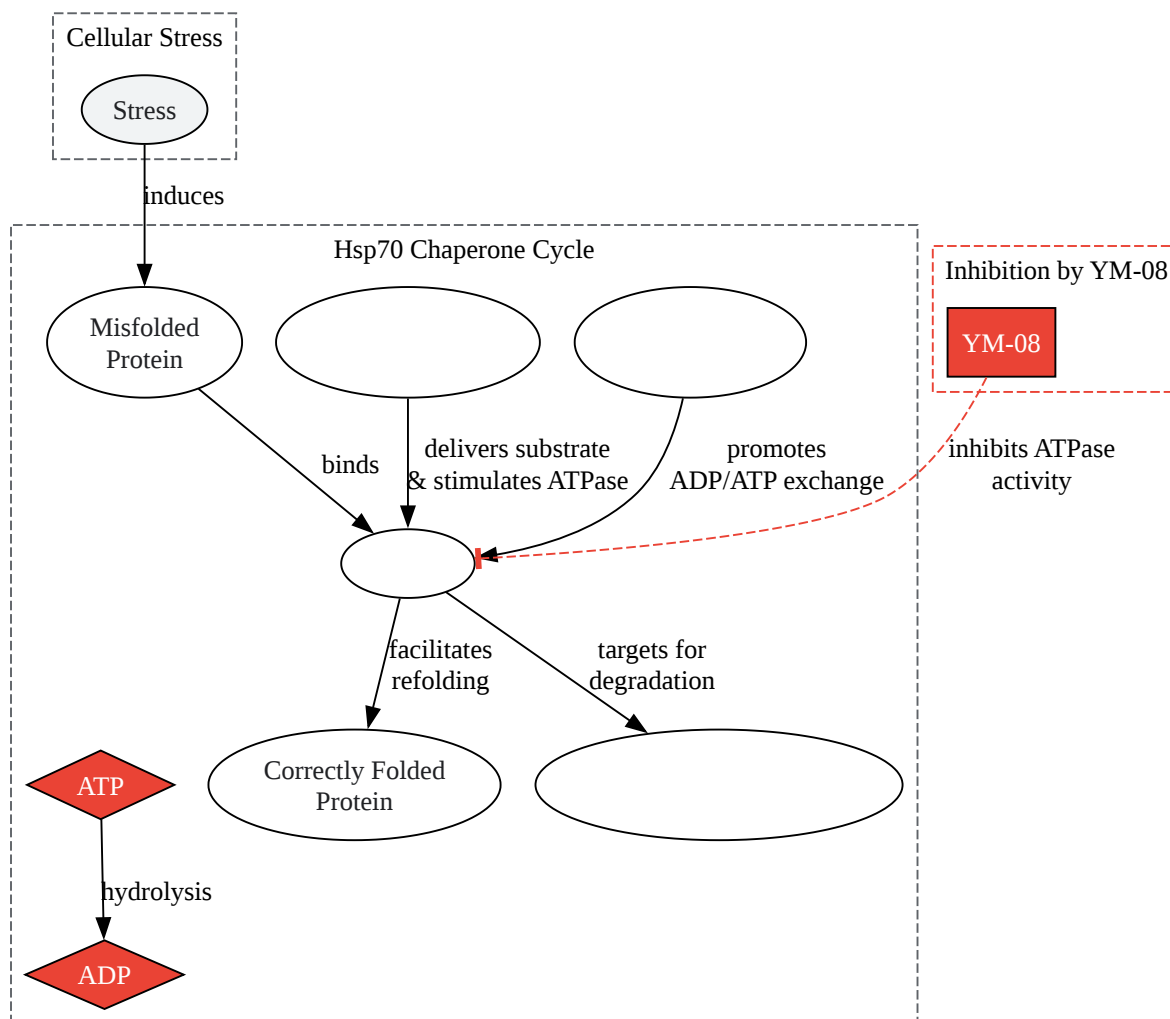 Cellular Stress
Stress
induces
Hsp70 Chaperone Cycle
Inhibition by YM-08
Misfolded
Protein
YM-08
binds
delivers substrate
& stimulates ATPase
promotes
ADP/ATP exchange
inhibits ATPase
activity
facilitates
refolding
targets for
degradation
ATP
Correctly Folded
Protein
hydrolysis
ADP